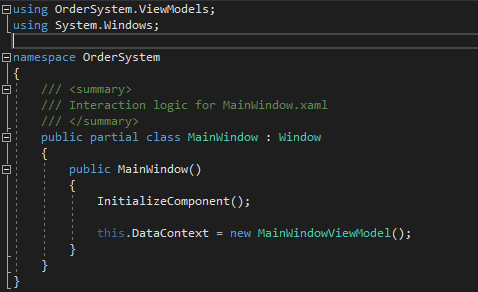 using OrderSystem.ViewModels;
using System.Windows;
namespace OrderSystem
{
/// <summary>
/// Interaction logic for MainWindow.xaml
/// </summary>
public partial class MainWindow : Window
{
public MainWindow()
{
InitializeComponent();
this.DataContext = new MainWindowViewModel();
}
}
}